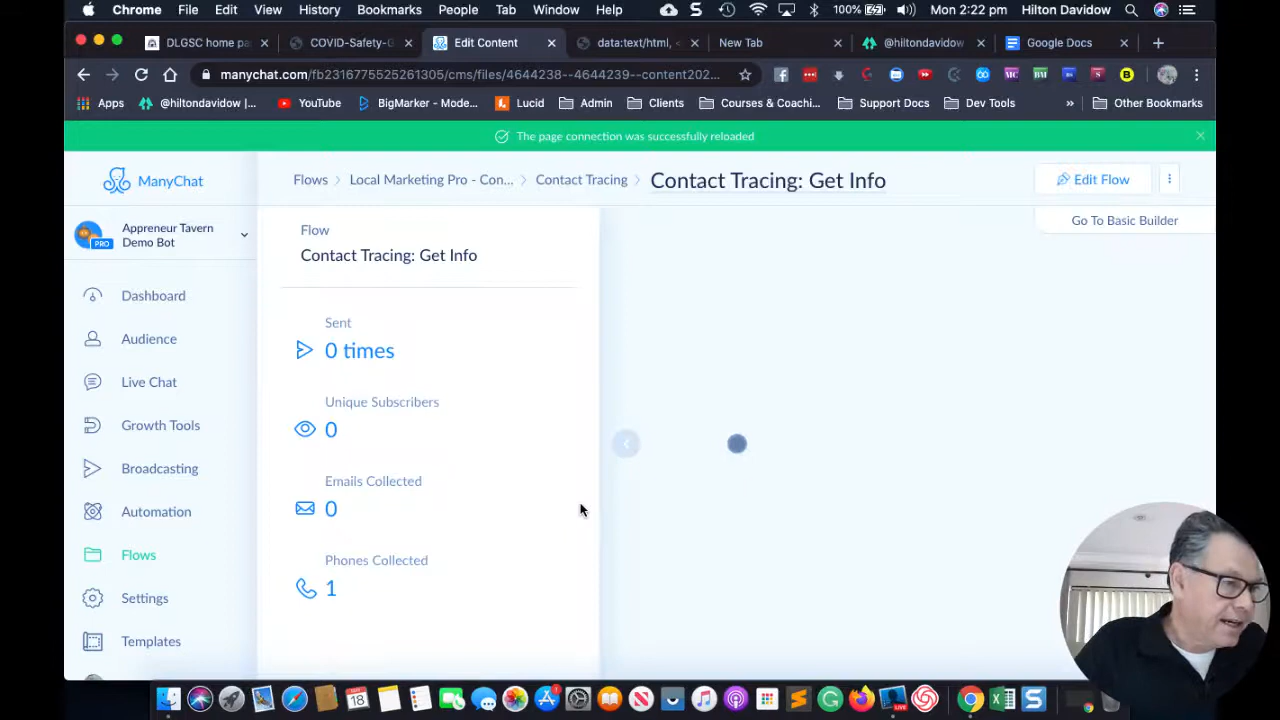 Chrome File Edit View History Bookmarks People Tab Window Help 100% Mon 2:22 pm Hilton Davidow
DLGSC home pa × COVID-Safety-G × Edit Content × data:text/html, < × New Tab × @hiltondavidow × Google Docs × +
manychat.com/fb2316775525261305/cms/files/4644238--4644239--content202...
Apps @hiltondavidow |... YouTube BigMarker - Mode... Lucid Admin Clients Courses & Coachi... Support Docs Dev Tools » Other Bookmarks
The page connection was successfully reloaded
ManyChat
Flows > Local Marketing Pro - Con... > Contact Tracing > Contact Tracing: Get Info
Edit Flow
Go To Basic Builder
Appreneur Tavern
Demo Bot
PRO
Dashboard
Audience
Live Chat
Growth Tools
Broadcasting
Automation
Flows
Settings
Templates
Flow
Contact Tracing: Get Info
Sent
0 times
Unique Subscribers
0
Emails Collected
0
Phones Collected
1